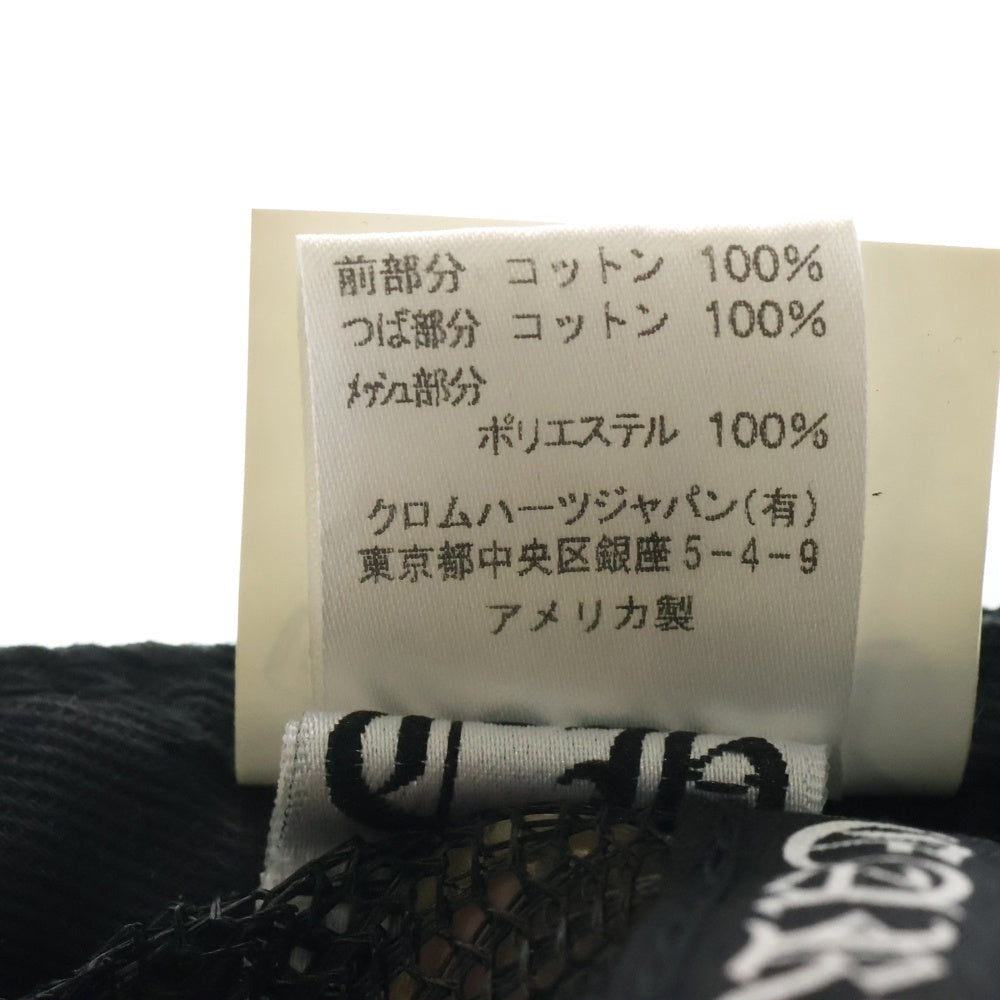 前部分 コットン 100%
つば部分 コットン 100%
メッシュ部分
ポリエステル 100%
クロムハーツジャパン(有)
東京都中央区銀座5-4-9
アメリカ製